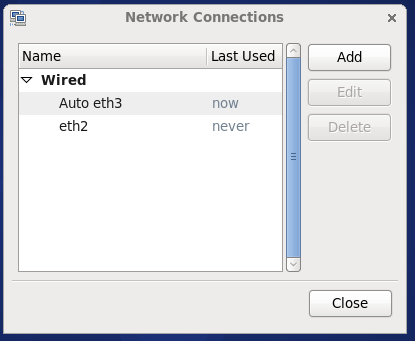 Network Connections
Name Last Used
Wired
Auto eth3 now
eth2 never
Add
Edit
Delete
Close